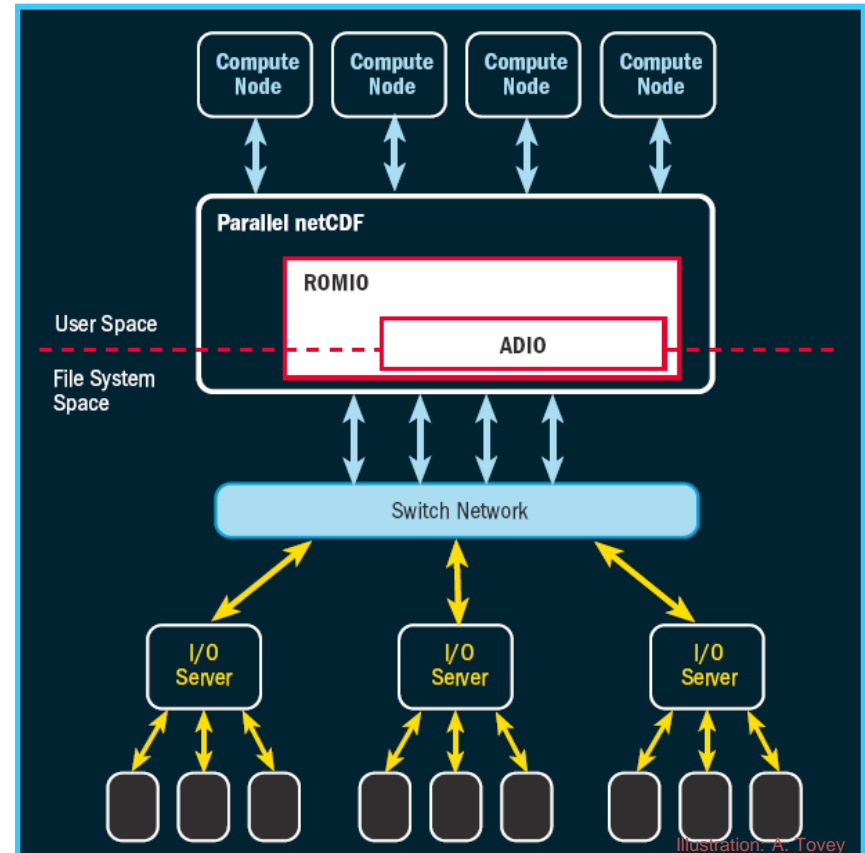 Compute
Node
Compute
Node
Compute
Node
Compute
Node
Parallel netCDF
ROMIO
ADIO
User Space
File System
Space
Switch Network
I/O
Server
I/O
Server
I/O
Server
Illustration: A. Tovey